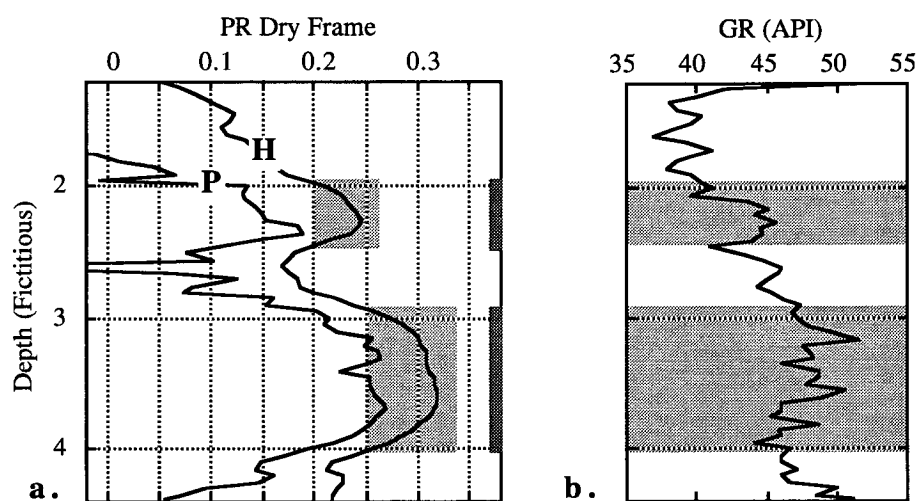 PR Dry Frame
0 0.1 0.2 0.3
H
P
2
3
4
Depth (Fictitious)
a.
GR (API)
35 40 45 50 55
b.